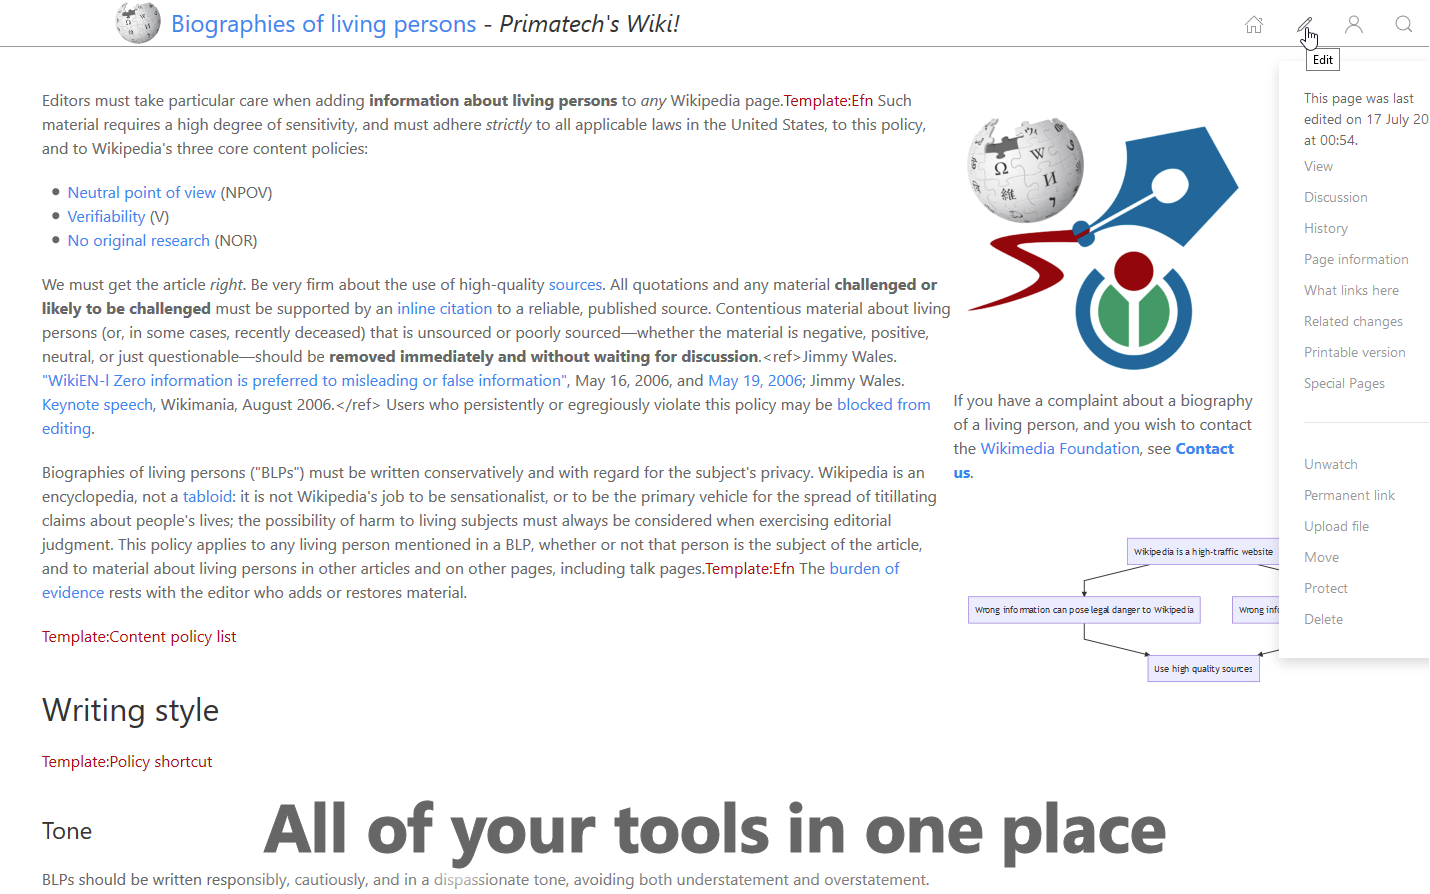 Biographies of living persons - Primatech's Wiki!
Edit
Editors must take particular care when adding information about living persons to any Wikipedia page.Template:Efn Such
material requires a high degree of sensitivity, and must adhere strictly to all applicable laws in the United States, to this policy,
and to Wikipedia's three core content policies:
Neutral point of view (NPOV)
Verifiability (V)
No original research (NOR)
We must get the article right. Be very firm about the use of high-quality sources. All quotations and any material challenged or
likely to be challenged must be supported by an inline citation to a reliable, published source. Contentious material about living
persons (or, in some cases, recently deceased) that is unsourced or poorly sourced—whether the material is negative, positive,
neutral, or just questionable—should be removed immediately and without waiting for discussion.<ref>Jimmy Wales.
"WikiEN-l Zero information is preferred to misleading or false information", May 16, 2006, and May 19, 2006; Jimmy Wales.
Keynote speech, Wikimania, August 2006.</ref> Users who persistently or egregiously violate this policy may be blocked from
editing.
Biographies of living persons ("BLPs") must be written conservatively and with regard for the subject's privacy. Wikipedia is an
encyclopedia, not a tabloid: it is not Wikipedia's job to be sensationalist, or to be the primary vehicle for the spread of titillating
claims about people's lives; the possibility of harm to living subjects must always be considered when exercising editorial
judgment. This policy applies to any living person mentioned in a BLP, whether or not that person is the subject of the article,
and to material about living persons in other articles and on other pages, including talk pages.Template:Efn The burden of
evidence rests with the editor who adds or restores material.
Template:Content policy list
Writing style
Template:Policy shortcut
Tone
BLPs should be written responsibly, cautiously, and in a dispassionate tone, avoiding both understatement and overstatement.
If you have a complaint about a biography
of a living person, and you wish to contact
the Wikimedia Foundation, see Contact
us.
Wikipedia is a high-traffic website
Wrong information can pose legal danger to Wikipedia
Wrong info
Use high quality sources
This page was last
edited on 17 July 20
at 00:54.
View
Discussion
History
Page information
What links here
Related changes
Printable version
Special Pages
Unwatch
Permanent link
Upload file
Move
Protect
Delete
All of your tools in one place